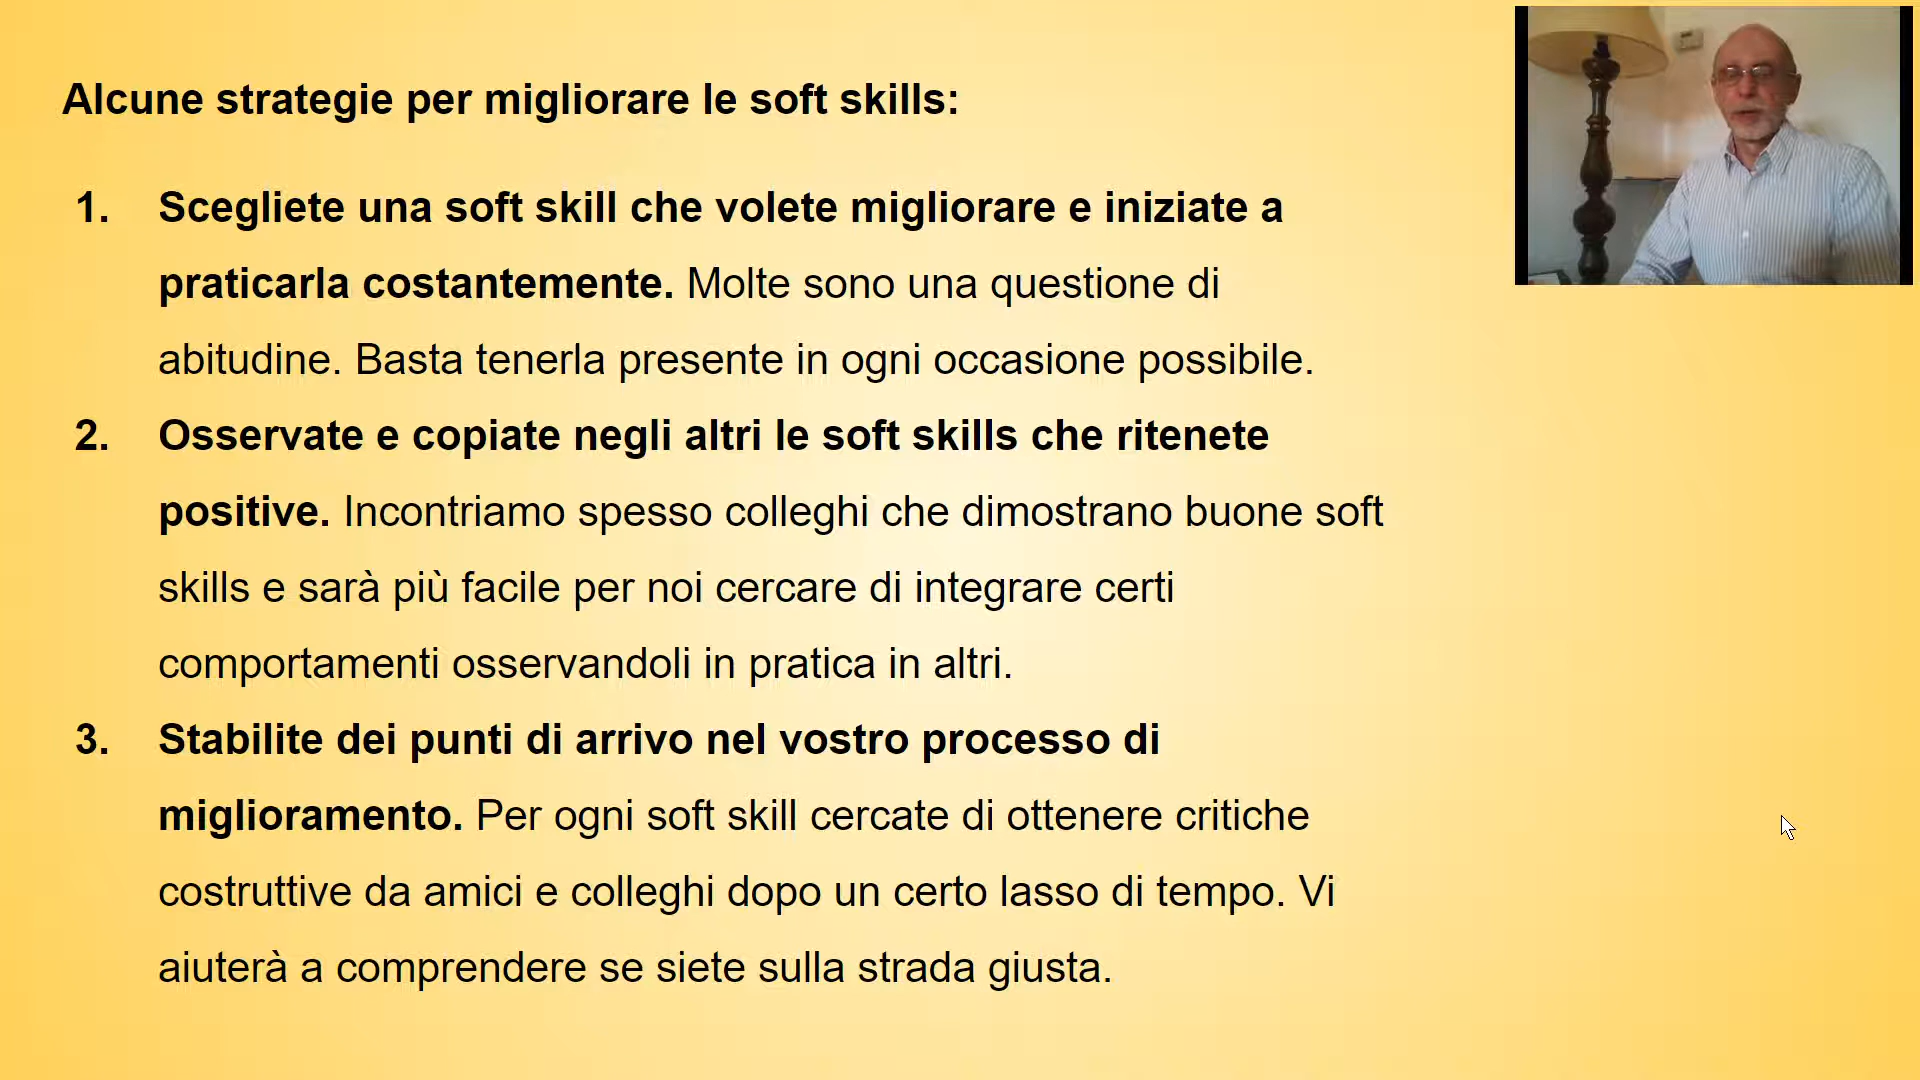 Alcune strategie per migliorare le soft skills:
1. Scegliete una soft skill che volete migliorare e iniziate a
praticarla costantemente. Molte sono una questione di
abitudine. Basta tenerla presente in ogni occasione possibile.
2. Osservate e copiate negli altri le soft skills che ritenete
positive. Incontriamo spesso colleghi che dimostrano buone soft
skills e sarà più facile per noi cercare di integrare certi
comportamenti osservandoli in pratica in altri.
3. Stabilite dei punti di arrivo nel vostro processo di
miglioramento. Per ogni soft skill cercate di ottenere critiche
costruttive da amici e colleghi dopo un certo lasso di tempo. Vi
aiuterà a comprendere se siete sulla strada giusta.